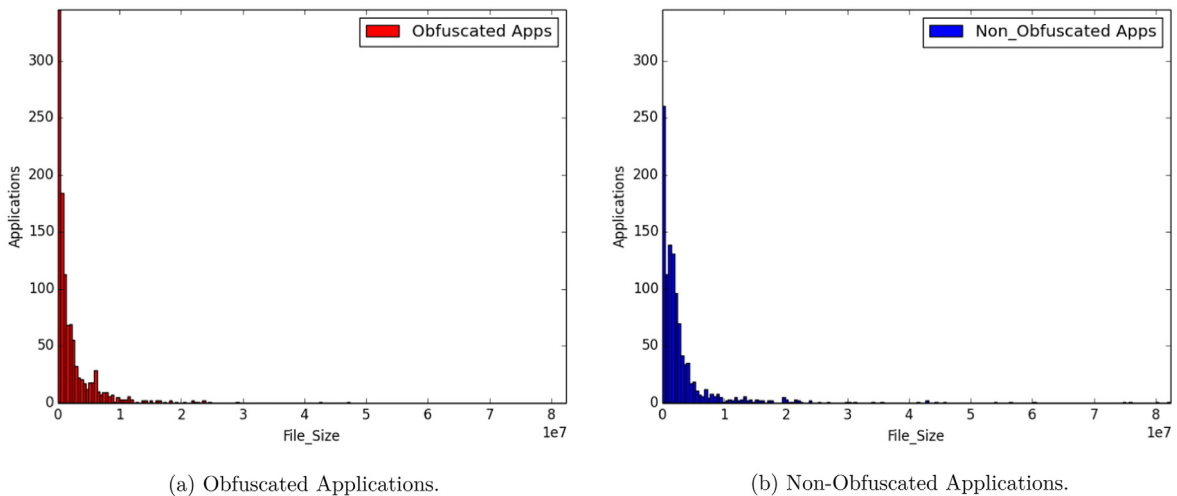 Obfuscated Apps
Applications
350
300
250
200
150
100
50
0
0 1 2 3 4 5 6 7 8
1e7
File_Size
(a) Obfuscated Applications.
Non_Obfuscated Apps
Applications
300
250
200
150
100
50
0
0 1 2 3 4 5 6 7 8
1e7
File_Size
(b) Non-Obfuscated Applications.